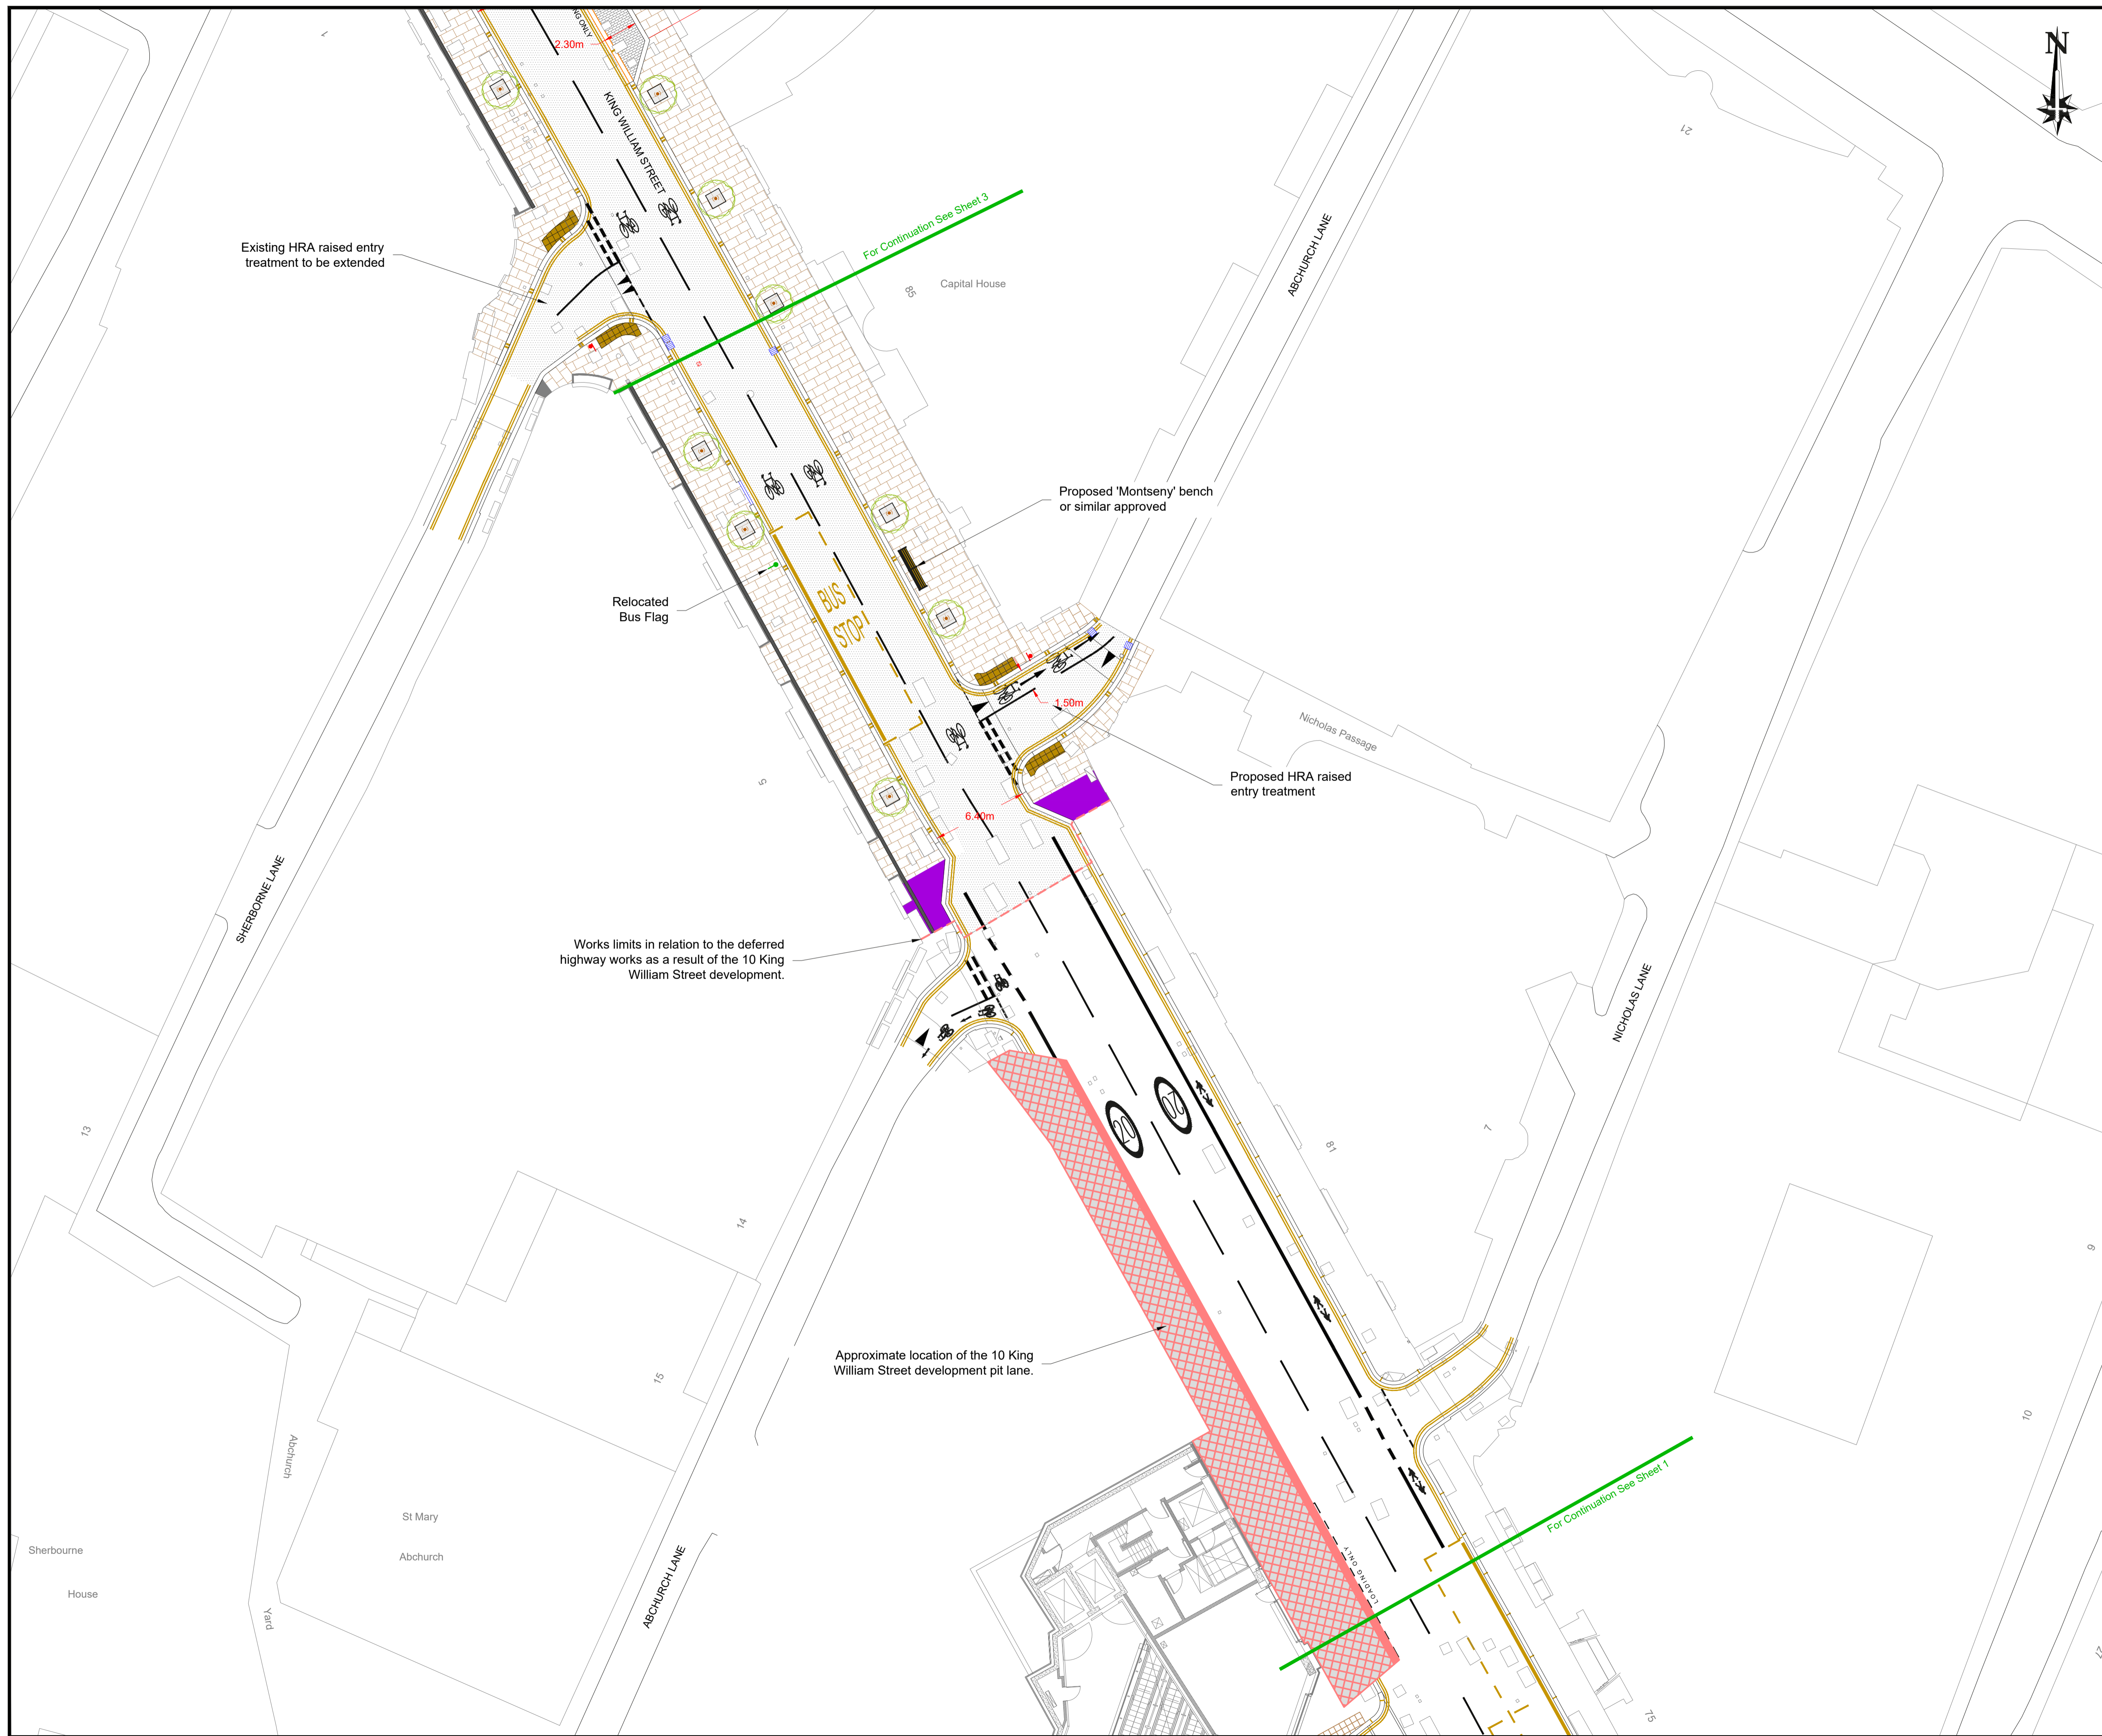 NG ONLY
2.30m
N
1
21
KING WILLIAM STREET
For Continuation See Sheet 3
Existing HRA raised entry
treatment to be extended
85
Capital House
ABCHURCH LANE
Proposed 'Montseny' bench
or similar approved
Relocated
Bus Flag
BUS
STOP
1.50m
Nicholas Passage
5
Proposed HRA raised
entry treatment
6.40m
SHERBORNE LANE
Works limits in relation to the deferred
highway works as a result of the 10 King
William Street development.
NICHOLAS LANE
20
20
13
7
81
14
9
Approximate location of the 10 King
William Street development pit lane.
15
10
Abchurch
Yard
St Mary
Abchurch
Sherbourne
House
ABCHURCH LANE
LOADING ONLY
For Continuation See Sheet 1
75
17